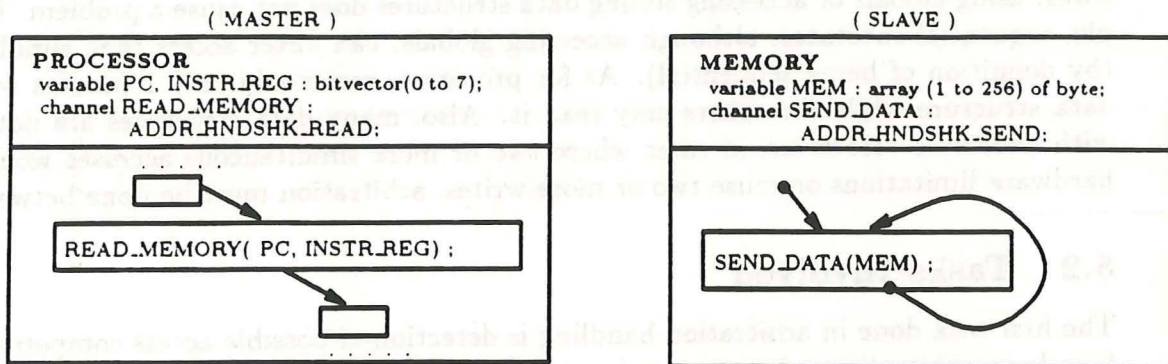 ( MASTER )
PROCESSOR
variable PC, INSTR_REG : bitvector(0 to 7);
channel READ_MEMORY :
ADDR_HNDSHK_READ;
. . . . .
READ_MEMORY( PC, INSTR_REG) ;
. . . . . .
( SLAVE )
MEMORY
variable MEM : array (1 to 256) of byte;
channel SEND_DATA :
ADDR_HNDSHK_SEND;
SEND_DATA(MEM) ;